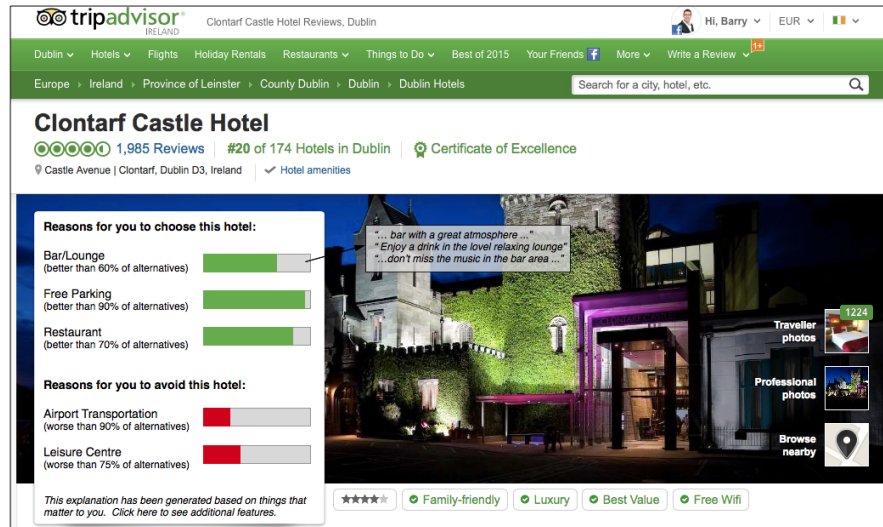 tripadvisor®
IRELAND
Clontarf Castle Hotel Reviews, Dublin
Hi, Barry
EUR
Dublin
Hotels
Flights
Holiday Rentals
Restaurants
Things to Do
Best of 2015
Your Friends
More
Write a Review
1+
Europe
Ireland
Province of Leinster
County Dublin
Dublin
Dublin Hotels
Search for a city, hotel, etc.
Clontarf Castle Hotel
1,985 Reviews
#20 of 174 Hotels in Dublin
Certificate of Excellence
Castle Avenue | Clontarf, Dublin D3, Ireland
Hotel amenities
Reasons for you to choose this hotel:
Bar/Lounge
(better than 60% of alternatives)
"... bar with a great atmosphere ..."
" Enjoy a drink in the lovel relaxing lounge"
"...don't miss the music in the bar area ..."
Free Parking
(better than 90% of alternatives)
Restaurant
(better than 70% of alternatives)
Reasons for you to avoid this hotel:
Airport Transportation
(worse than 90% of alternatives)
Leisure Centre
(worse than 75% of alternatives)
This explanation has been generated based on things that
matter to you. Click here to see additional features.
1224
Traveller
photos
Professional
photos
Browse
nearby
Family-friendly
Luxury
Best Value
Free Wifi